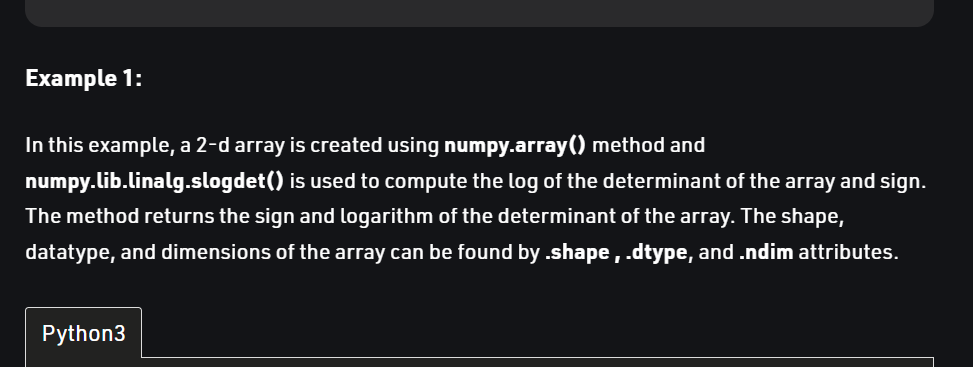 Example 1:
In this example, a 2-d array is created using numpy.array() method and
numpy.lib.linalg.slogdet() is used to compute the log of the determinant of the array and sign.
The method returns the sign and logarithm of the determinant of the array. The shape,
datatype, and dimensions of the array can be found by .shape , .dtype, and .ndim attributes.
Python3